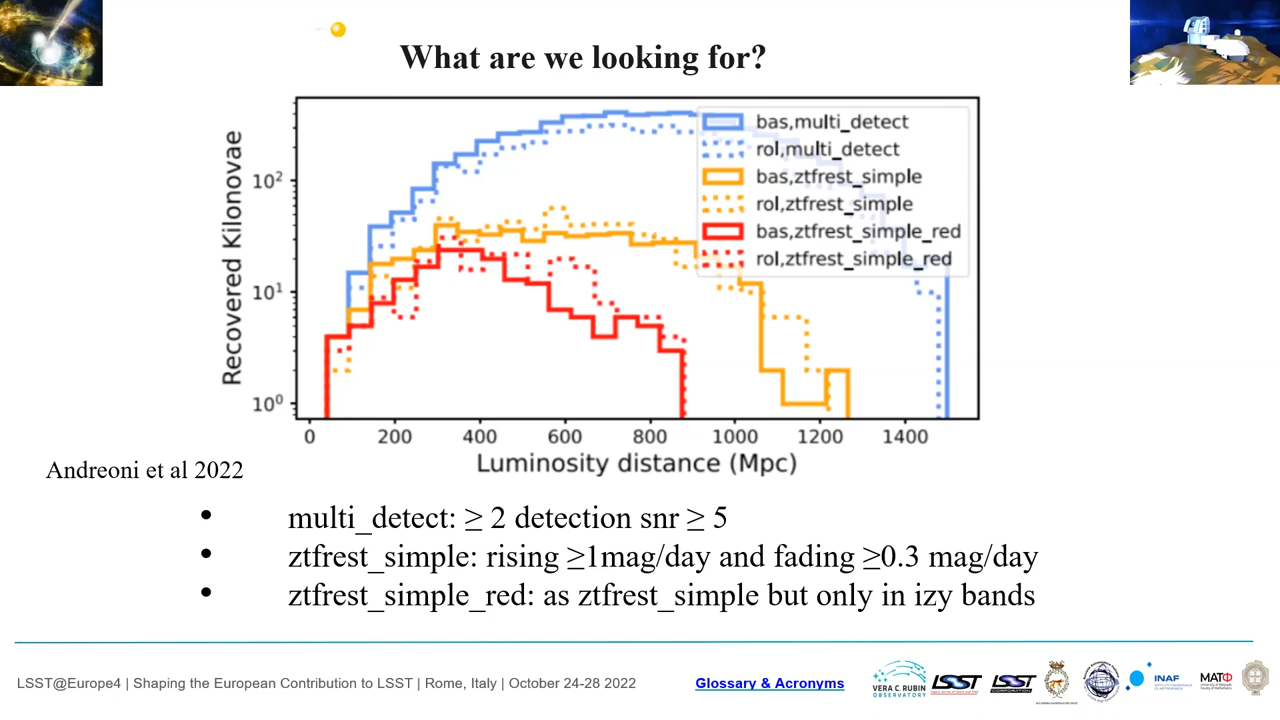 What are we looking for?
bas,multi_detect
rol,multi_detect
bas,ztfrest_simple
rol,ztfrest_simple
bas,ztfrest_simple_red
rol,ztfrest_simple_red
Recovered Kilonovae
10²
10¹
10⁰
0 200 400 600 800 1000 1200 1400
Luminosity distance (Mpc)
Andreoni et al 2022
• multi_detect: ≥ 2 detection snr ≥ 5
• ztfrest_simple: rising ≥1mag/day and fading ≥0.3 mag/day
• ztfrest_simple_red: as ztfrest_simple but only in izy bands
LSST@Europe4 | Shaping the European Contribution to LSST | Rome, Italy | October 24-28 2022
Glossary & Acronyms
VERA C. RUBIN
OBSERVATORY
LSST
LSST
CORPORATION
INAF